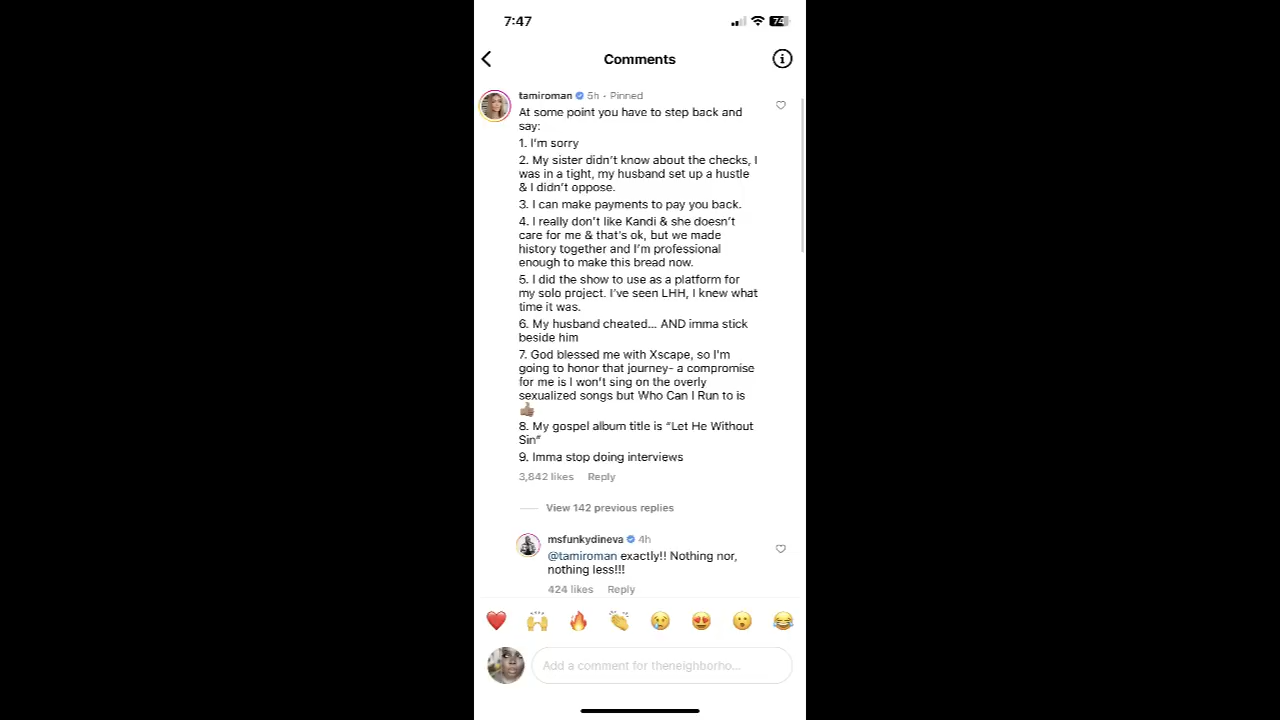 7:47
74
Comments
tamiroman 5h · Pinned
At some point you have to step back and
say:
1. I'm sorry
2. My sister didn't know about the checks, I
was in a tight, my husband set up a hustle
& I didn't oppose.
3. I can make payments to pay you back.
4. I really don't like Kandi & she doesn't
care for me & that's ok, but we made
history together and I'm professional
enough to make this bread now.
5. I did the show to use as a platform for
my solo project. I've seen LHH, I knew what
time it was.
6. My husband cheated... AND imma stick
beside him
7. God blessed me with Xscape, so I'm
going to honor that journey- a compromise
for me is I won't sing on the overly
sexualized songs but Who Can I Run to is
👍🏽
8. My gospel album title is "Let He Without
Sin"
9. Imma stop doing interviews
3,842 likes Reply
View 142 previous replies
msfunkydineva 4h
@tamiroman exactly!! Nothing nor,
nothing less!!!
424 likes Reply
Add a comment for theneighborho...